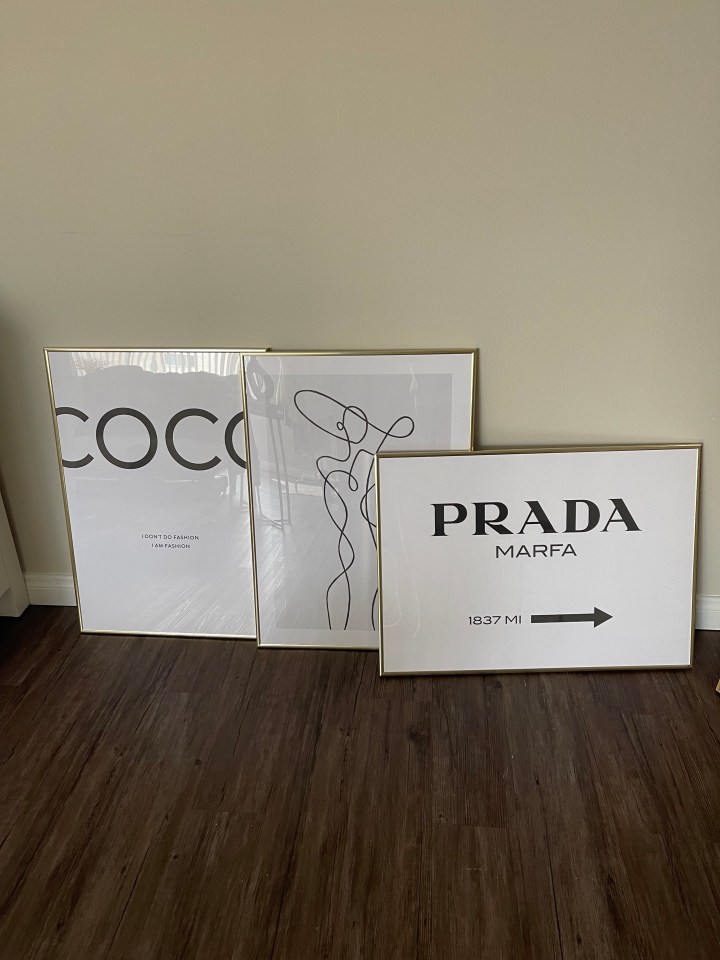 COCO
I DON'T DO FASHION
I AM FASHION
PRADA
MARFA
1837 MI